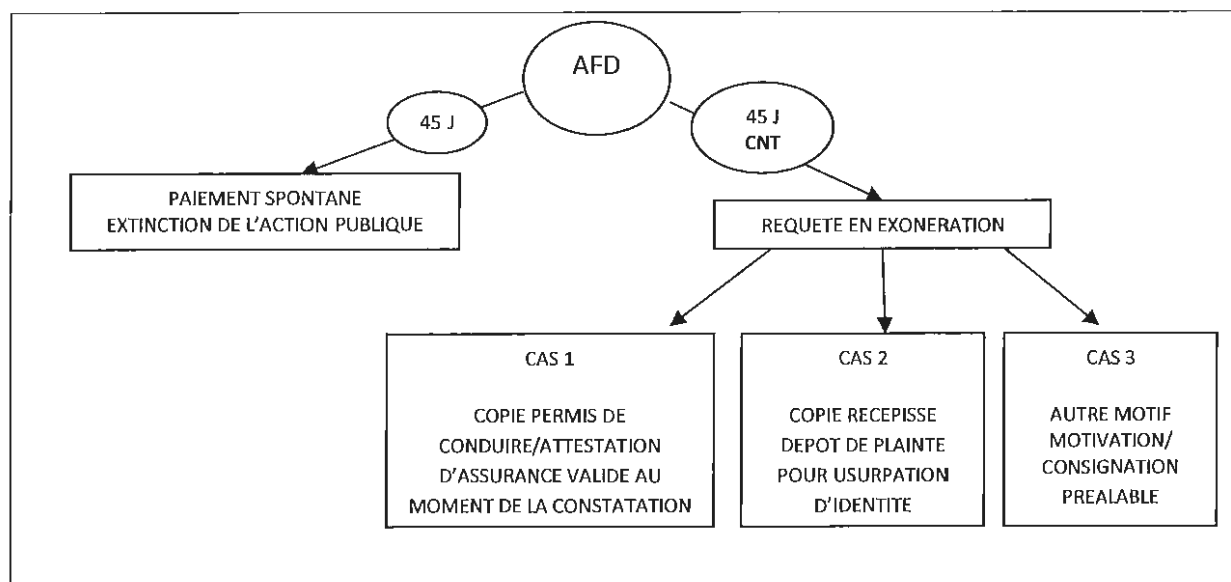 AFD
45 J
45 J
CNT
PAIEMENT SPONTANE
EXTINCTION DE L'ACTION PUBLIQUE
REQUETE EN EXONERATION
CAS 1
COPIE PERMIS DE
CONDUIRE/ATTESTATION
D'ASSURANCE VALIDE AU
MOMENT DE LA CONSTATATION
CAS 2
COPIE RECEPISSE
DEPOT DE PLAINTE
POUR USURPATION
D'IDENTITE
CAS 3
AUTRE MOTIF
MOTIVATION/
CONSIGNATION
PREALABLE